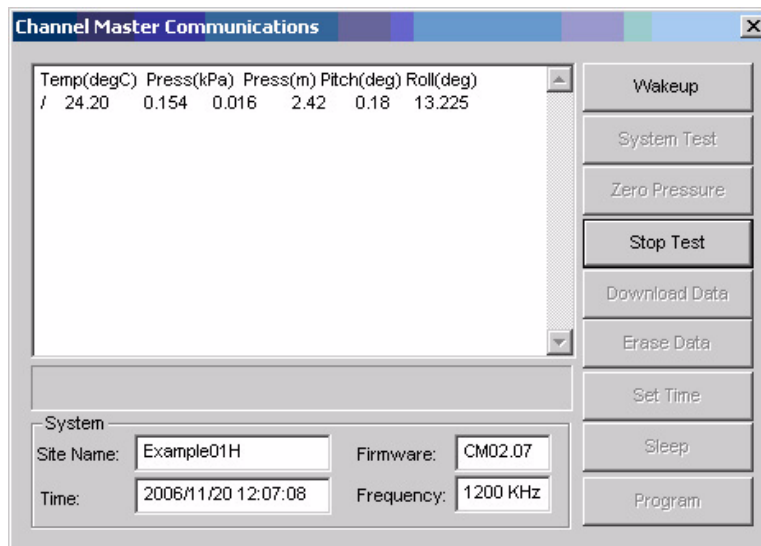 Channel Master Communications
Temp(degC) Press(kPa) Press(m) Pitch(deg) Roll(deg)
/ 24.20 0.154 0.016 2.42 0.18 13.225
Wakeup
System Test
Zero Pressure
Stop Test
Download Data
Erase Data
Set Time
Sleep
Program
System
Site Name: Example01H Firmware: CM02.07
Time: 2006/11/20 12:07:08 Frequency: 1200 KHz